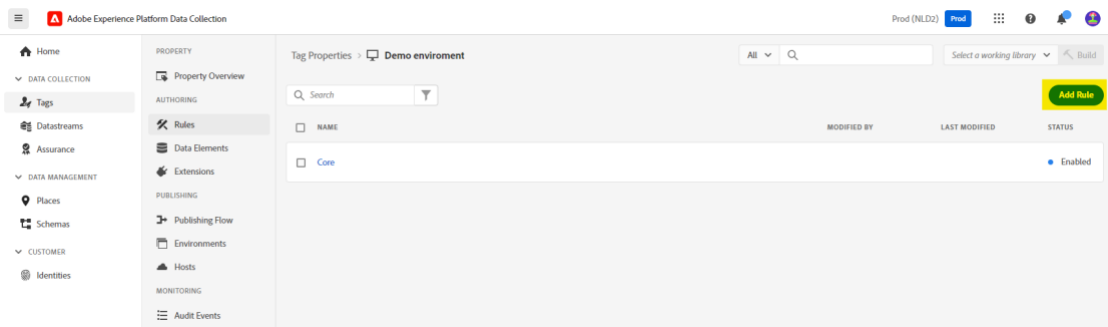 Adobe Experience Platform Data Collection
Prod (NLD2) Prod
Home
DATA COLLECTION
Tags
Datastreams
Assurance
DATA MANAGEMENT
Places
Schemas
CUSTOMER
Identities
PROPERTY
Property Overview
AUTHORING
Rules
Data Elements
Extensions
PUBLISHING
Publishing Flow
Environments
Hosts
MONITORING
Audit Events
Tag Properties > Demo enviroment
All
Select a working library
Build
Search
Add Rule
NAME MODIFIED BY LAST MODIFIED STATUS
Core Enabled